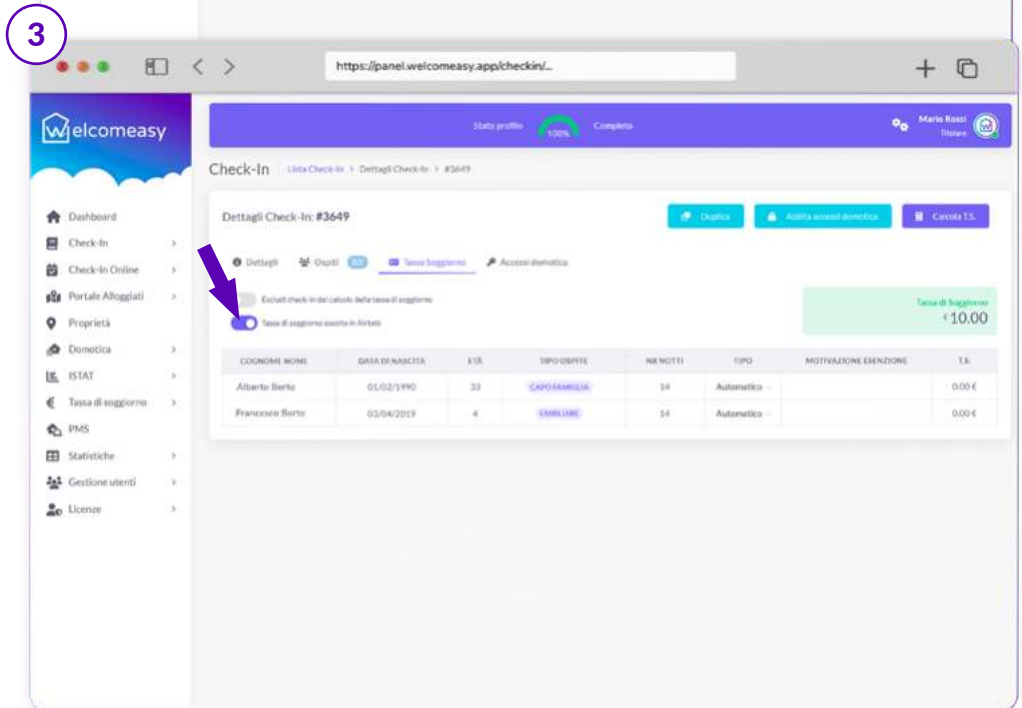 3
https://panel.welcomeasy.app/checkin/...
Welcomeasy
Stato profilo 100% Completo
Mario Rossi
Titolare
Check-In Lista Check-In > Dettagli Check-In > #3649
Dashboard
Check-In
Check-In Online
Portale Alloggiati
Proprietà
Domotica
ISTAT
Tassa di soggiorno
PMS
Statistiche
Gestione utenti
Licenze
Dettagli Check-In: #3649
Duplica Abilita accessi domotica Calcola T.S.
Dettagli Ospiti Tassa Soggiorno Accessi domotica
Escludi check-in dal calcolo della tassa di soggiorno
Tassa di soggiorno assolta in Airbnb
Tassa di Soggiorno
€10.00
COGNOME NOME DATA DI NASCITA ETÀ TIPO OSPITE NR NOTTI TIPO MOTIVAZIONE ESENZIONE T.S.
Alberto Berto 01/02/1990 33 CAPO FAMIGLIA 14 Automatico 0.00 €
Francesco Berto 03/04/2019 4 FAMILIARE 14 Automatico 0.00 €